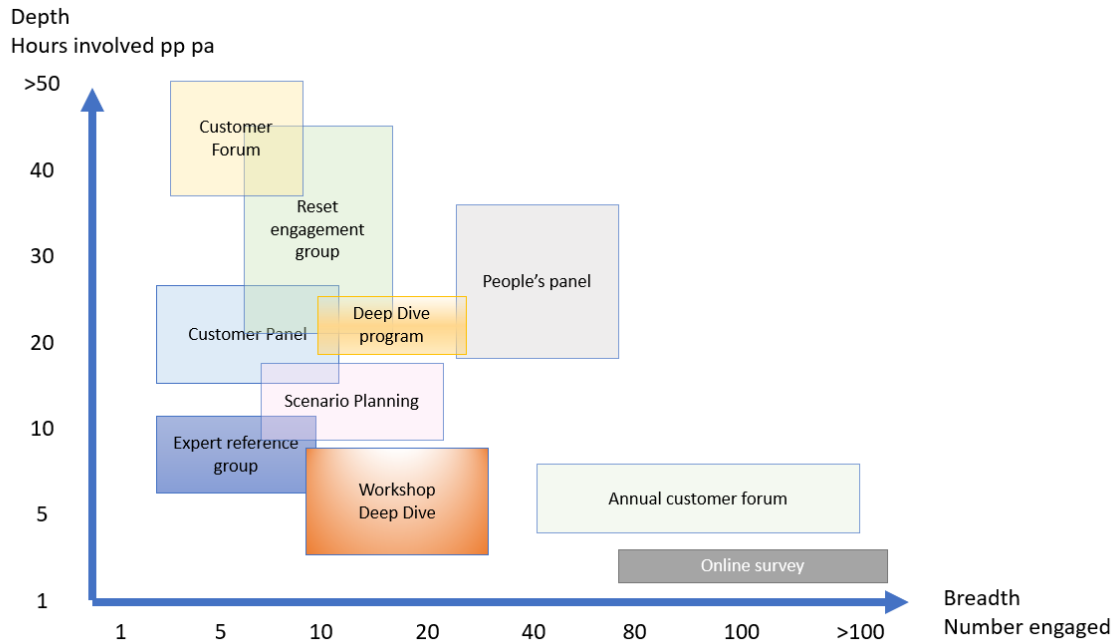 Depth
Hours involved pp pa
>50
Customer
Forum
40
Reset
engagement
group
30
People's panel
Deep Dive
program
Customer Panel
20
Scenario Planning
10
Expert reference
group
Workshop
Deep Dive
Annual customer forum
5
Online survey
1
Breadth
Number engaged
1 5 10 20 40 80 100 >100